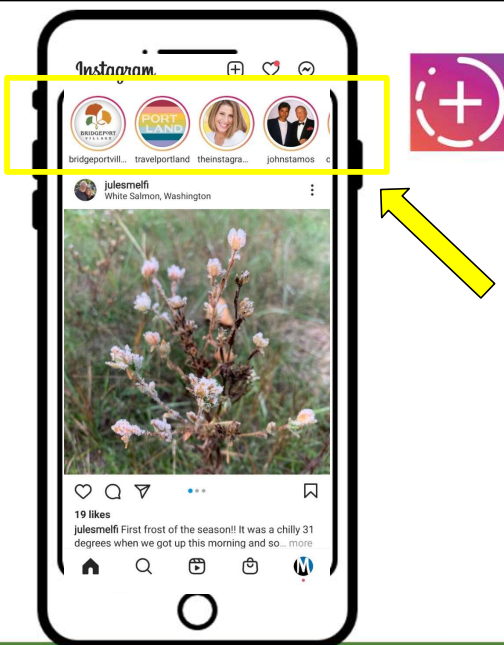 Instagram
BRIDGEPORT
VILLAGE
PORT
LAND
bridgeportvill... travelportland theinstagra... johnstamos c
julesmelfi
White Salmon, Washington
19 likes
julesmelfi First frost of the season!! It was a chilly 31
degrees when we got up this morning and so... more
M